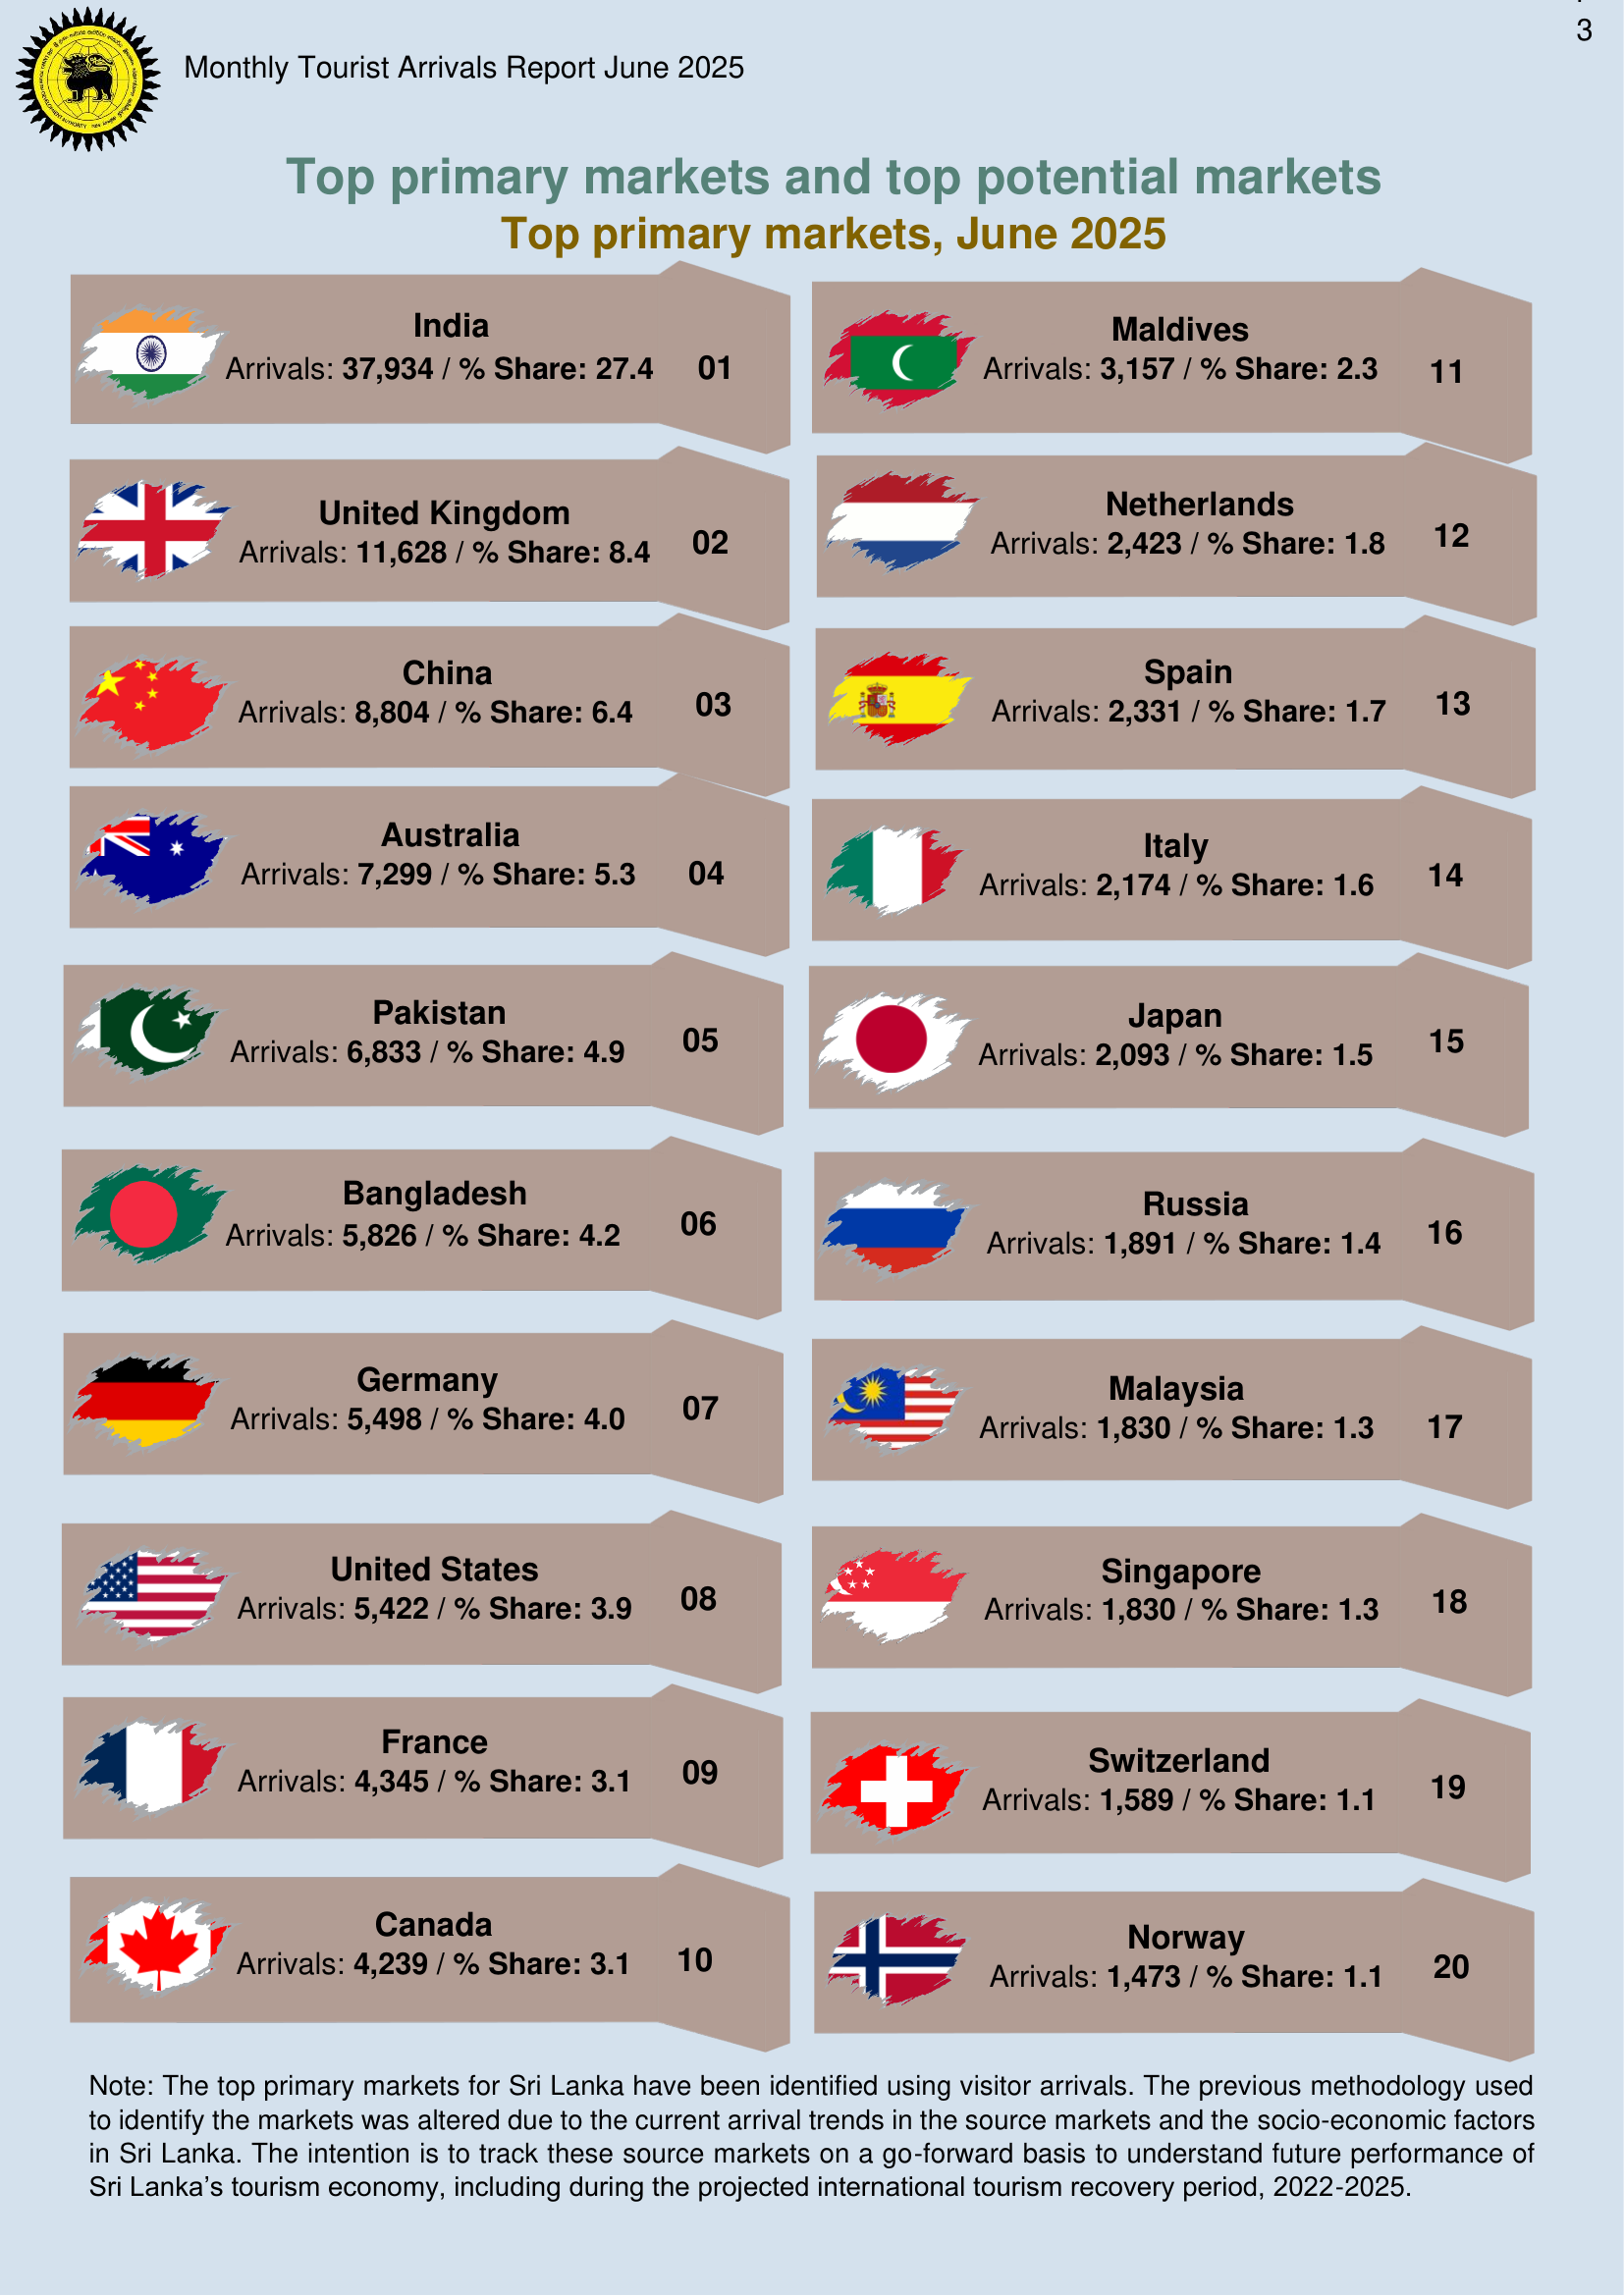 3
Monthly Tourist Arrivals Report June 2025
Top primary markets and top potential markets
Top primary markets, June 2025
India
Arrivals: 37,934 / % Share: 27.4
01
United Kingdom
Arrivals: 11,628 / % Share: 8.4
02
China
Arrivals: 8,804 / % Share: 6.4
03
Australia
Arrivals: 7,299 / % Share: 5.3
04
Pakistan
Arrivals: 6,833 / % Share: 4.9
05
Bangladesh
Arrivals: 5,826 / % Share: 4.2
06
Germany
Arrivals: 5,498 / % Share: 4.0
07
United States
Arrivals: 5,422 / % Share: 3.9
08
France
Arrivals: 4,345 / % Share: 3.1
09
Canada
Arrivals: 4,239 / % Share: 3.1
10
Maldives
Arrivals: 3,157 / % Share: 2.3
11
Netherlands
Arrivals: 2,423 / % Share: 1.8
12
Spain
Arrivals: 2,331 / % Share: 1.7
13
Italy
Arrivals: 2,174 / % Share: 1.6
14
Japan
Arrivals: 2,093 / % Share: 1.5
15
Russia
Arrivals: 1,891 / % Share: 1.4
16
Malaysia
Arrivals: 1,830 / % Share: 1.3
17
Singapore
Arrivals: 1,830 / % Share: 1.3
18
Switzerland
Arrivals: 1,589 / % Share: 1.1
19
Norway
Arrivals: 1,473 / % Share: 1.1
20
Note: The top primary markets for Sri Lanka have been identified using visitor arrivals. The previous methodology used
to identify the markets was altered due to the current arrival trends in the source markets and the socio-economic factors
in Sri Lanka. The intention is to track these source markets on a go-forward basis to understand future performance of
Sri Lanka's tourism economy, including during the projected international tourism recovery period, 2022-2025.